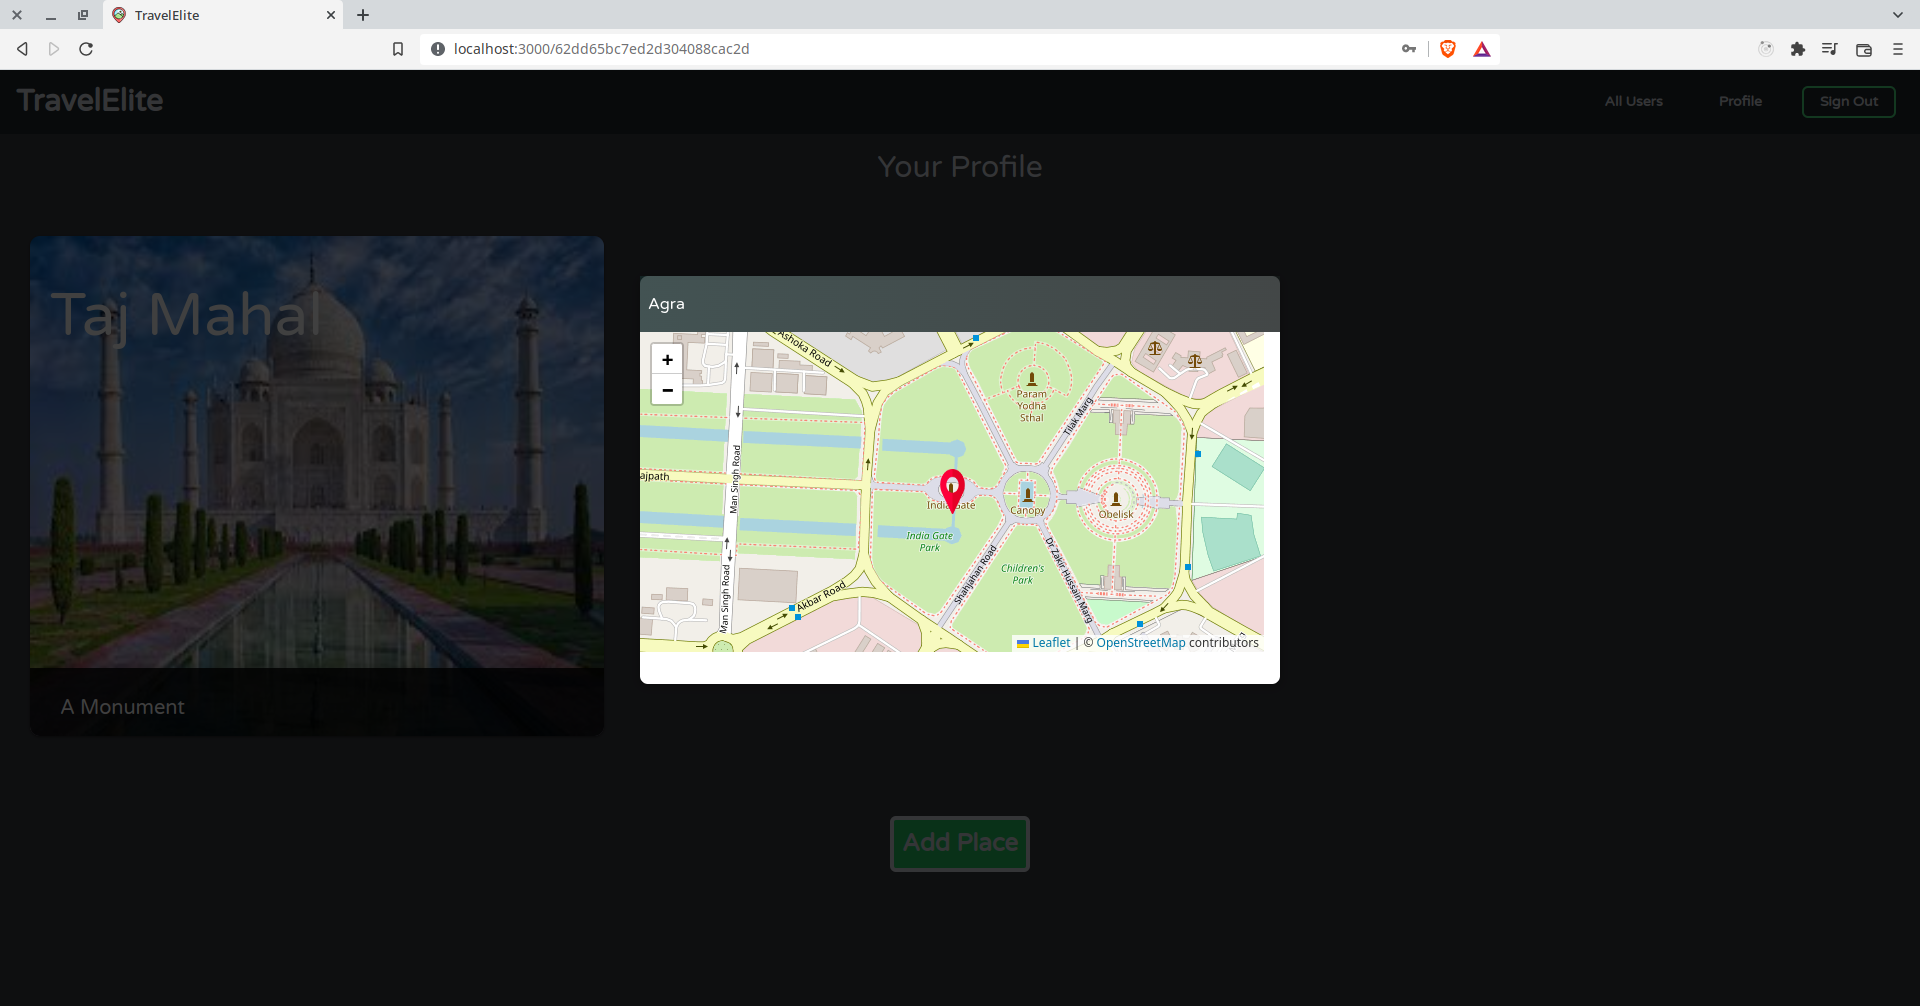 TravelElite
localhost:3000/62dd65bc7ed2d304088cac2d
TravelElite
All Users
Profile
Sign Out
Your Profile
Taj Mahal
A Monument
Agra
+
−
Ashoka Road
Param
Yodha
Sthal
Tilak Marg
Man Singh Road
ajpath
India Gate
Canopy
Obelisk
India Gate
Park
Children's
Park
Shahjahan Road
Dr Zakir Hussain Marg
Man Singh Road
Akbar Road
Leaflet | © OpenStreetMap contributors
Add Place